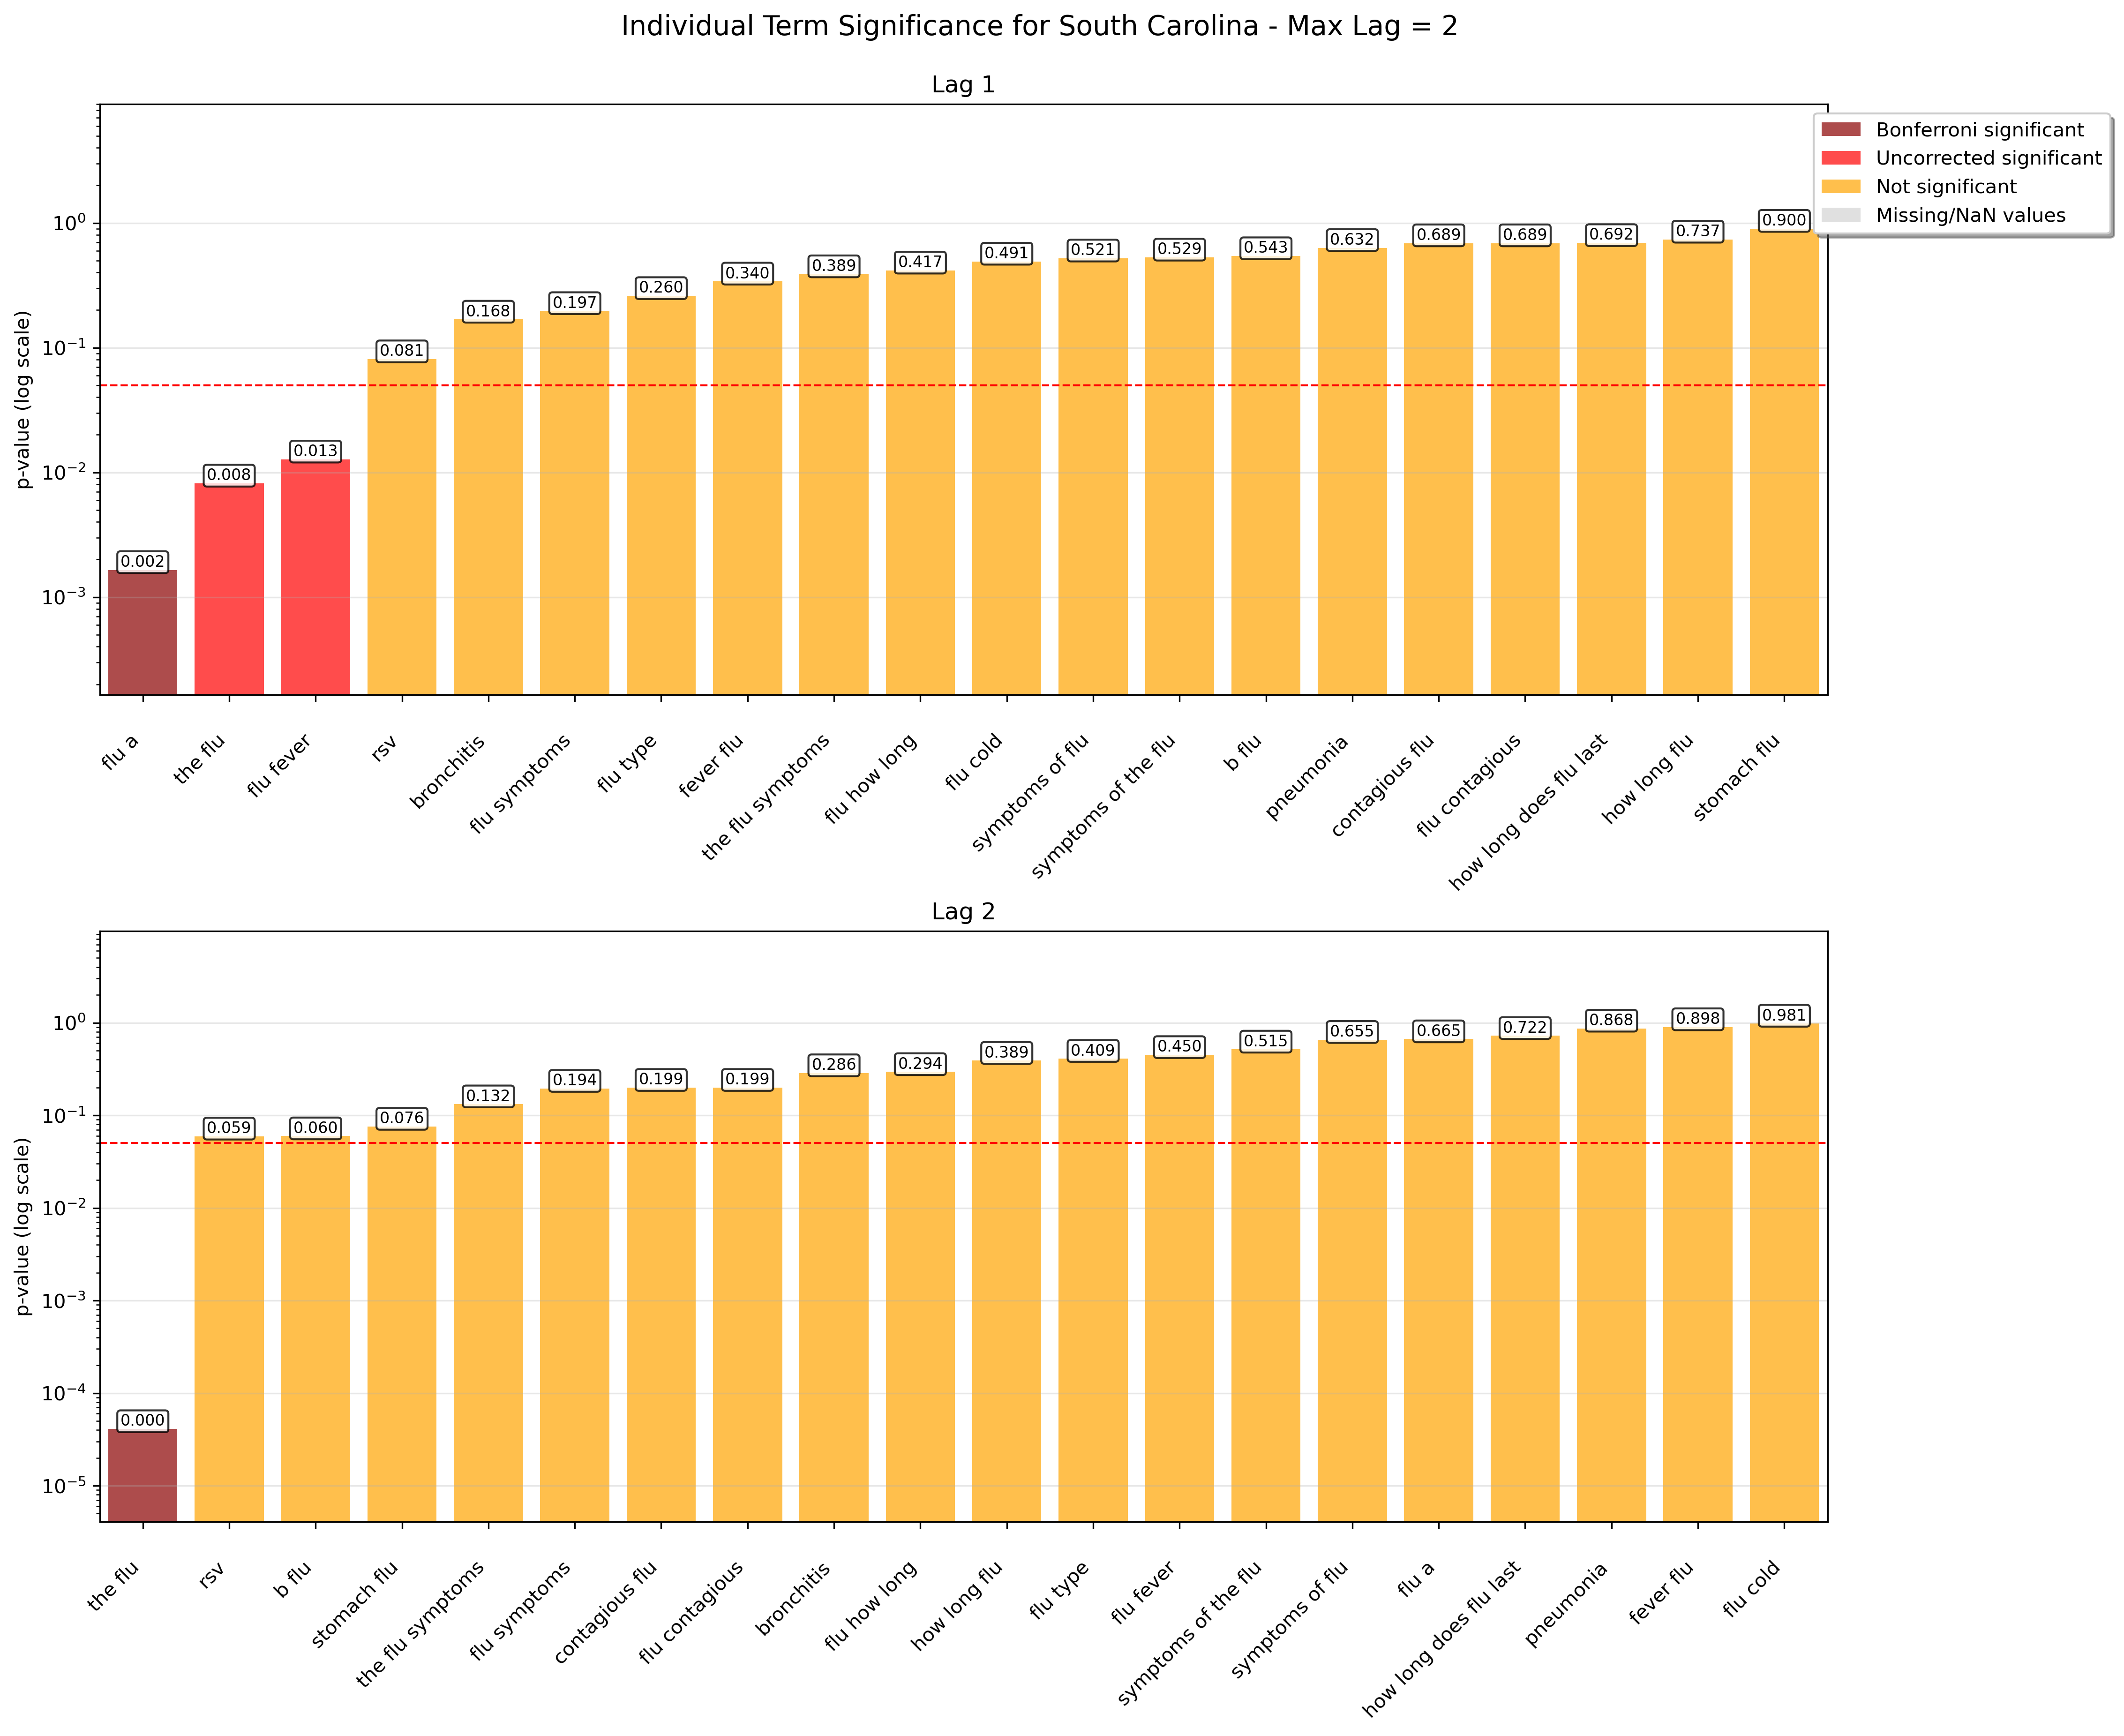 Individual Term Significance for South Carolina - Max Lag = 2
Lag 1
Bonferroni significant
Uncorrected significant
Not significant
Missing/NaN values
p-value (log scale)
10⁰
10⁻¹
10⁻²
10⁻³
0.002
0.008
0.013
0.081
0.168
0.197
0.260
0.340
0.389
0.417
0.491
0.521
0.529
0.543
0.632
0.689
0.689
0.692
0.737
0.900
flu a
the flu
flu fever
rsv
bronchitis
flu symptoms
flu type
fever flu
the flu symptoms
flu how long
flu cold
symptoms of flu
symptoms of the flu
b flu
pneumonia
contagious flu
flu contagious
how long does flu last
how long flu
stomach flu
Lag 2
p-value (log scale)
10⁰
10⁻¹
10⁻²
10⁻³
10⁻⁴
10⁻⁵
0.000
0.059
0.060
0.076
0.132
0.194
0.199
0.199
0.286
0.294
0.389
0.409
0.450
0.515
0.655
0.665
0.722
0.868
0.898
0.981
the flu
rsv
b flu
stomach flu
the flu symptoms
flu symptoms
contagious flu
flu contagious
bronchitis
flu how long
how long flu
flu type
flu fever
symptoms of the flu
symptoms of flu
flu a
how long does flu last
pneumonia
fever flu
flu cold